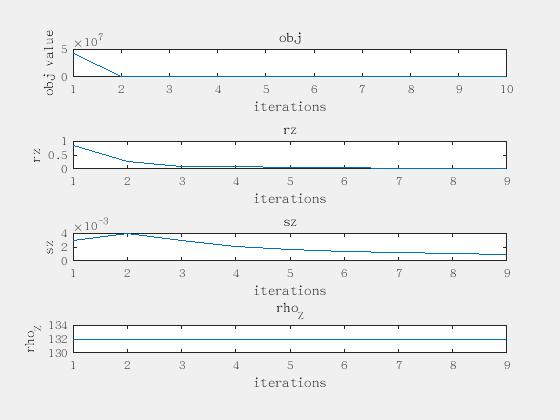 obj
×10^7
5
0
obj value
1 2 3 4 5 6 7 8 9 10
iterations
rz
1
0.5
0
rz
1 2 3 4 5 6 7 8 9
iterations
sz
×10^-3
4
2
0
sz
1 2 3 4 5 6 7 8 9
iterations
rho_z
134
132
130
rho_z
1 2 3 4 5 6 7 8 9
iterations